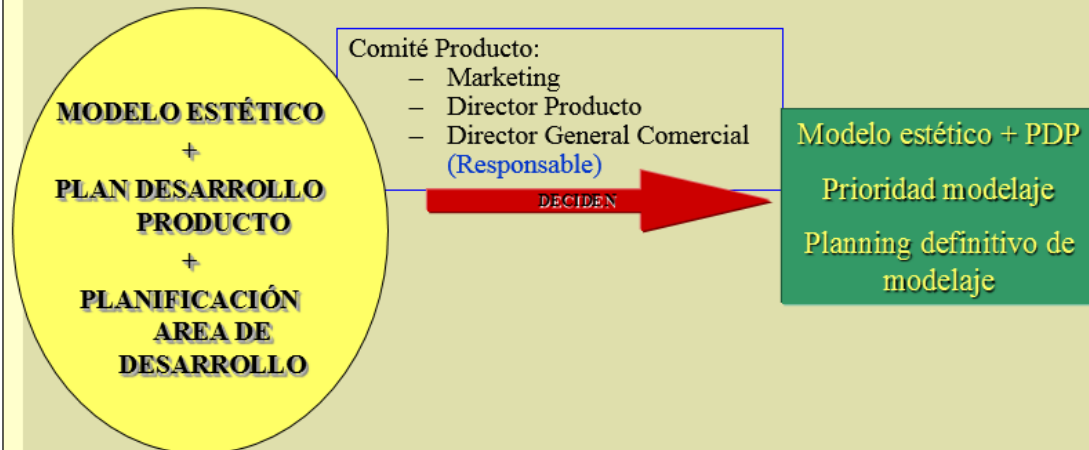 MODELO ESTÉTICO
+
PLAN DESARROLLO
PRODUCTO
+
PLANIFICACIÓN
AREA DE
DESARROLLO
Comité Producto:
– Marketing
– Director Producto
– Director General Comercial
(Responsable)
DECIDEN
Modelo estético + PDP
Prioridad modelaje
Planning definitivo de
modelaje